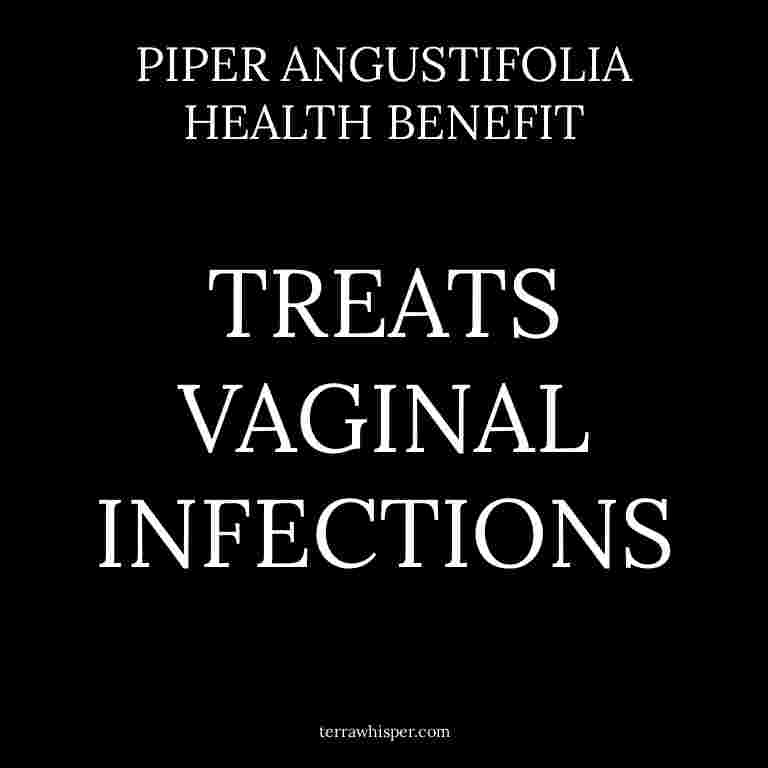 PIPER ANGUSTIFOLIA
HEALTH BENEFIT
TREATS
VAGINAL
INFECTIONS
terrawhisper.com